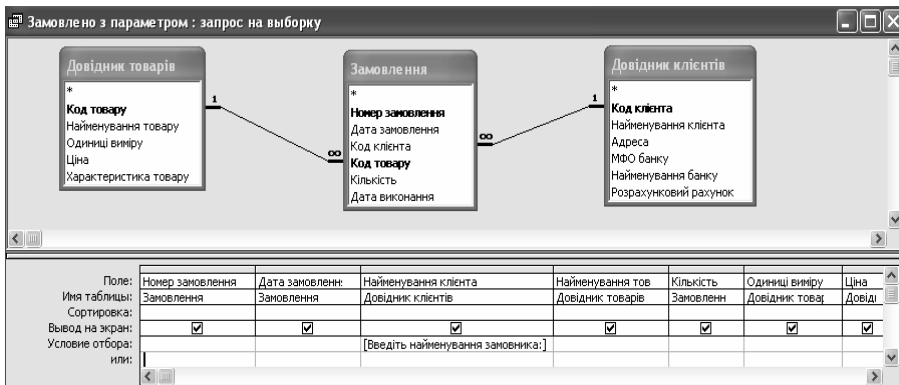 Замовлено з параметром : запрос на выборку
Довідник товарів
*
Код товару
Найменування товару
Одиниці виміру
Ціна
Характеристика товару
1
∞
Замовлення
*
Номер замовлення
Дата замовлення
Код клієнта
Код товару
Кількість
Дата виконання
∞
1
Довідник клієнтів
*
Код клієнта
Найменування клієнта
Адреса
МФО банку
Найменування банку
Розрахунковий рахунок
Поле: Номер замовлення Дата замовленн: Найменування клієнта Найменування тов Кількість Одиниці виміру Ціна
Имя таблицы: Замовлення Замовлення Довідник клієнтів Довідник товарів Замовленн Довідник товар Довідн
Сортировка:
Вывод на экран:
Условие отбора: [Введіть найменування замовника:]
или: